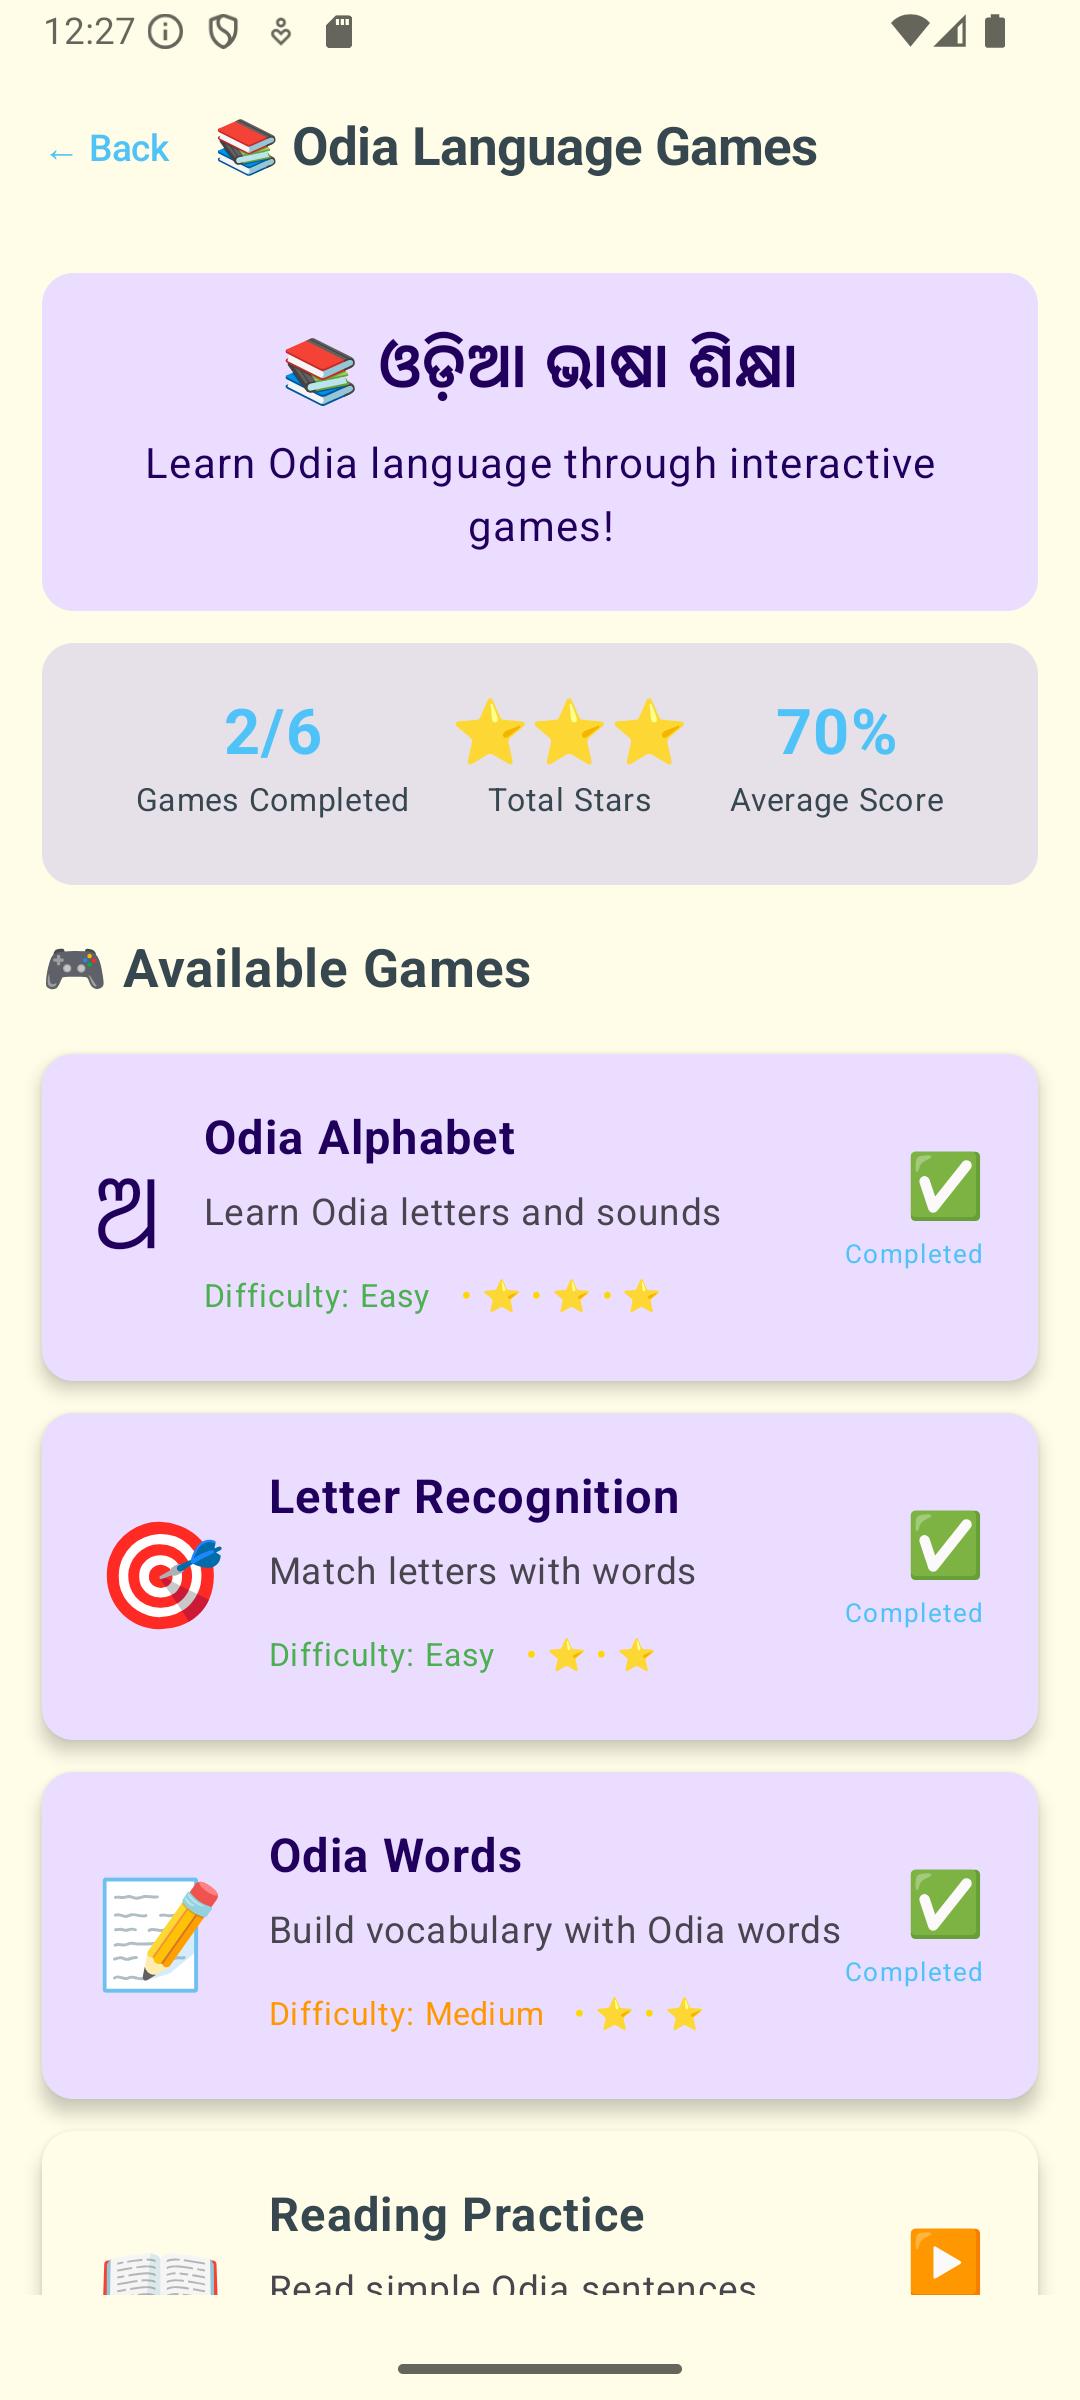 12:27
← Back 📚 Odia Language Games
📚 ଓଡ଼ିଆ ଭାଷା ଶିକ୍ଷା
Learn Odia language through interactive
games!
2/6 ⭐⭐⭐ 70%
Games Completed Total Stars Average Score
🎮 Available Games
ଅ
Odia Alphabet
Learn Odia letters and sounds
Difficulty: Easy • ⭐ • ⭐ • ⭐
✅
Completed
🎯
Letter Recognition
Match letters with words
Difficulty: Easy • ⭐ • ⭐
✅
Completed
📝
Odia Words
Build vocabulary with Odia words
Difficulty: Medium • ⭐ • ⭐
✅
Completed
📖
Reading Practice
Read simple Odia sentences
▶️